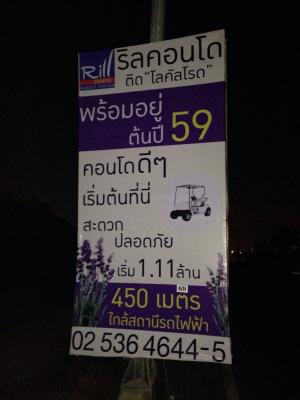 Rill
ริลคอนโด
ติด "โลคัลโรด"
พร้อมอยู่
ต้นปี 59
คอนโดดีๆ
เริ่มต้นที่นี่
สะดวก
ปลอดภัย
เริ่ม 1.11 ล้าน
69
450 เมตร
ใกล้สถานีรถไฟฟ้า
02 536 4644-5